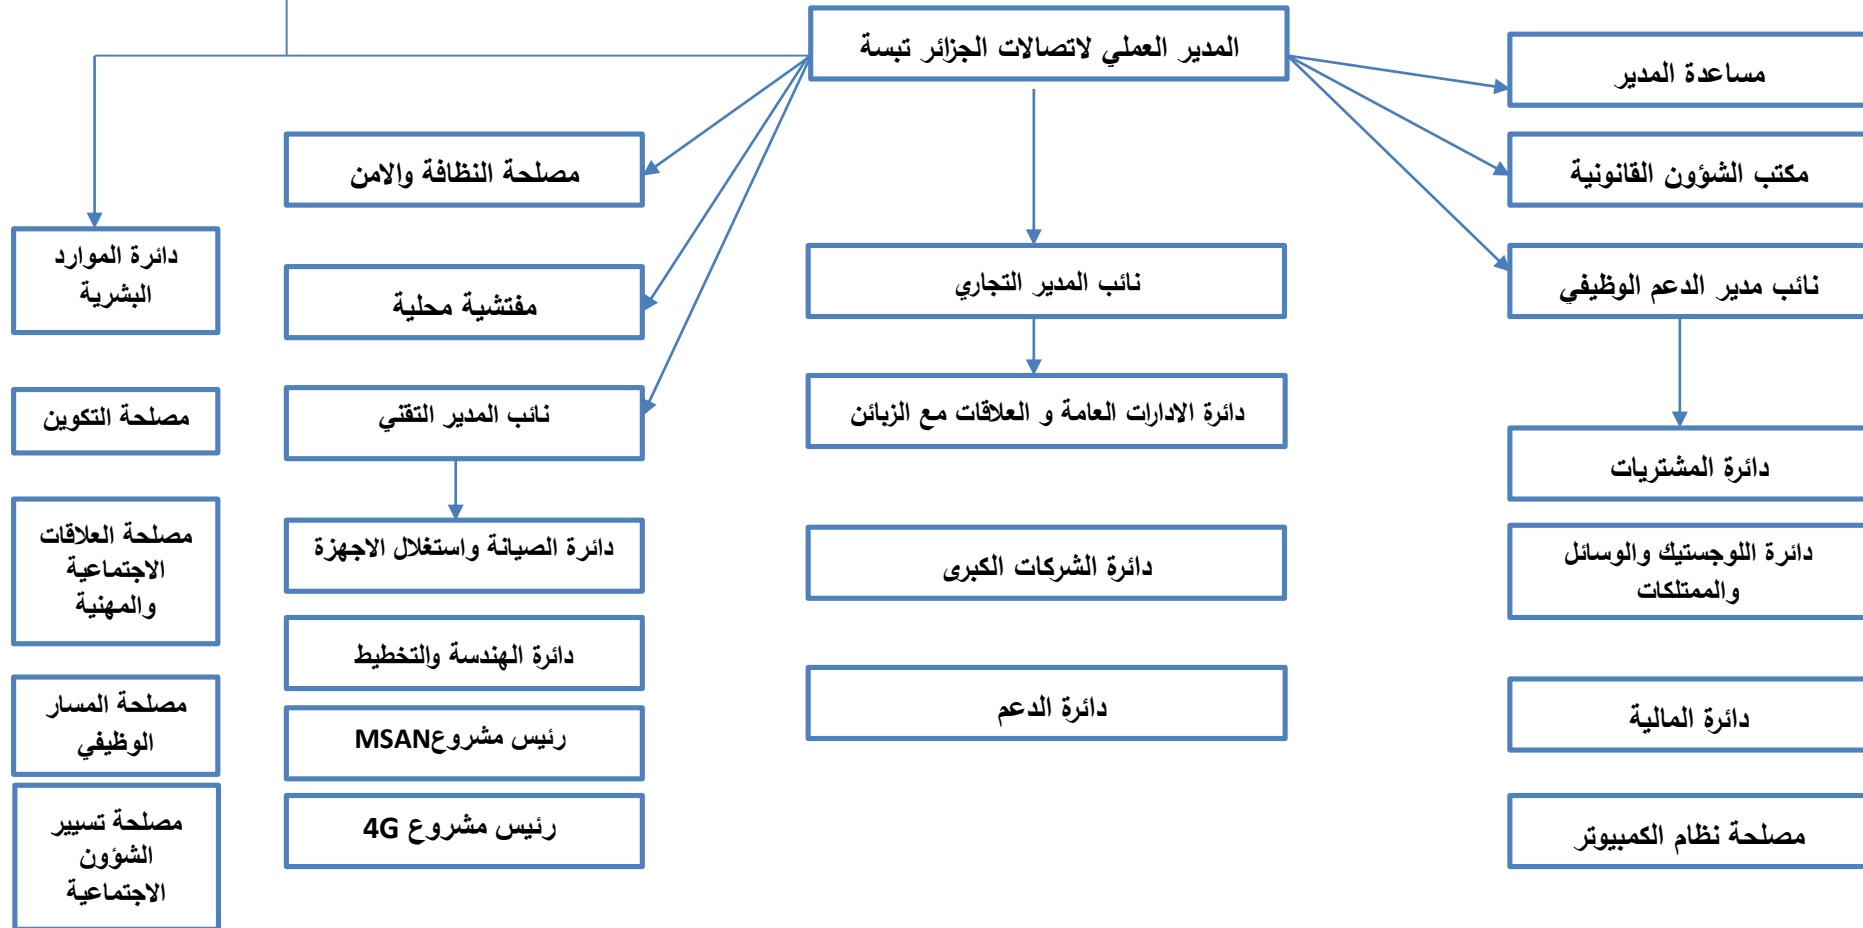 المدير العملي لاتصالات الجزائر تبسة
مساعدة المدير
مكتب الشؤون القانونية
نائب مدير الدعم الوظيفي
دائرة المشتريات
دائرة اللوجستيك والوسائل
والممتلكات
دائرة المالية
مصلحة نظام الكمبيوتر
نائب المدير التجاري
دائرة الادارات العامة و العلاقات مع الزبائن
دائرة الشركات الكبرى
دائرة الدعم
مصلحة النظافة والامن
مفتشية محلية
نائب المدير التقني
دائرة الصيانة واستغلال الاجهزة
دائرة الهندسة والتخطيط
رئيس مشروعMSAN
رئيس مشروع 4G
دائرة الموارد
البشرية
مصلحة التكوين
مصلحة العلاقات
الاجتماعية
والمهنية
مصلحة المسار
الوظيفي
مصلحة تسيير
الشؤون
الاجتماعية